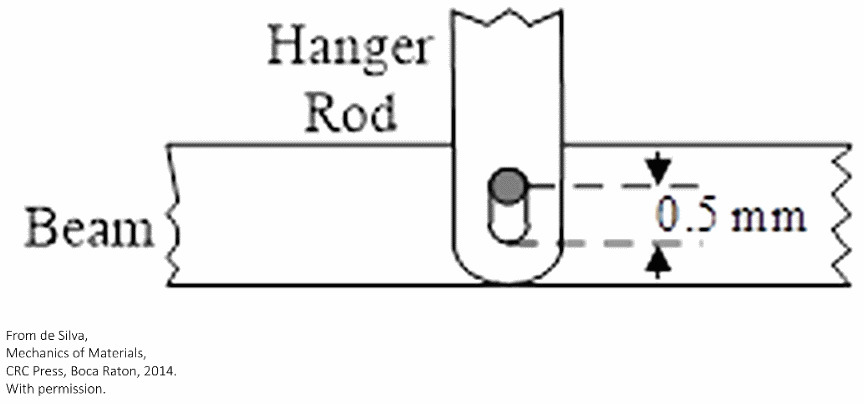 Hanger
Rod
Beam
0.5 mm
From de Silva,
Mechanics of Materials,
CRC Press, Boca Raton, 2014.
With permission.